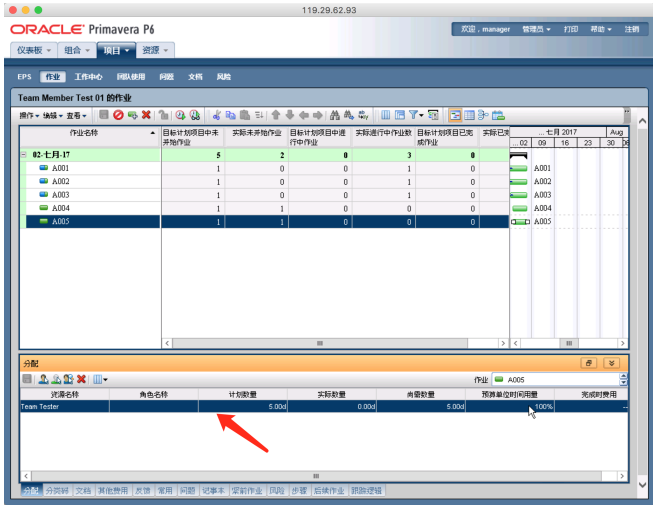 119.29.62.93
ORACLE Primavera P6
欢迎, manager 管理员 打印 帮助 注销
仪表板 组合 项目 资源
EPS 作业 工作中心 团队使用 问题 文档 风险
Team Member Test 01 的作业
操作 编辑 查看
作业名称 目标计划项目中未开始作业 实际未开始作业 目标计划项目中进行中作业 实际进行中作业数 目标计划项目已完成作业 实际已完 ... 七月 2017 Aug
...02 09 16 23 30 06
02-七月-17 5 2 0 3 0
A001 1 0 0 1 0 A001
A002 1 0 0 1 0 A002
A003 1 0 0 1 0 A003
A004 1 1 0 0 0 A004
A005 1 1 0 0 0 A005
分配
作业 A005
资源名称 角色名称 计划数量 实际数量 尚需数量 预算单位时间用量 完成时费用
Team Tester 5.00d 0.00d 5.00d 100% --
分配 分类码 文档 其他费用 反馈 常用 问题 记事本 紧前作业 风险 步骤 后续作业 跟踪逻辑